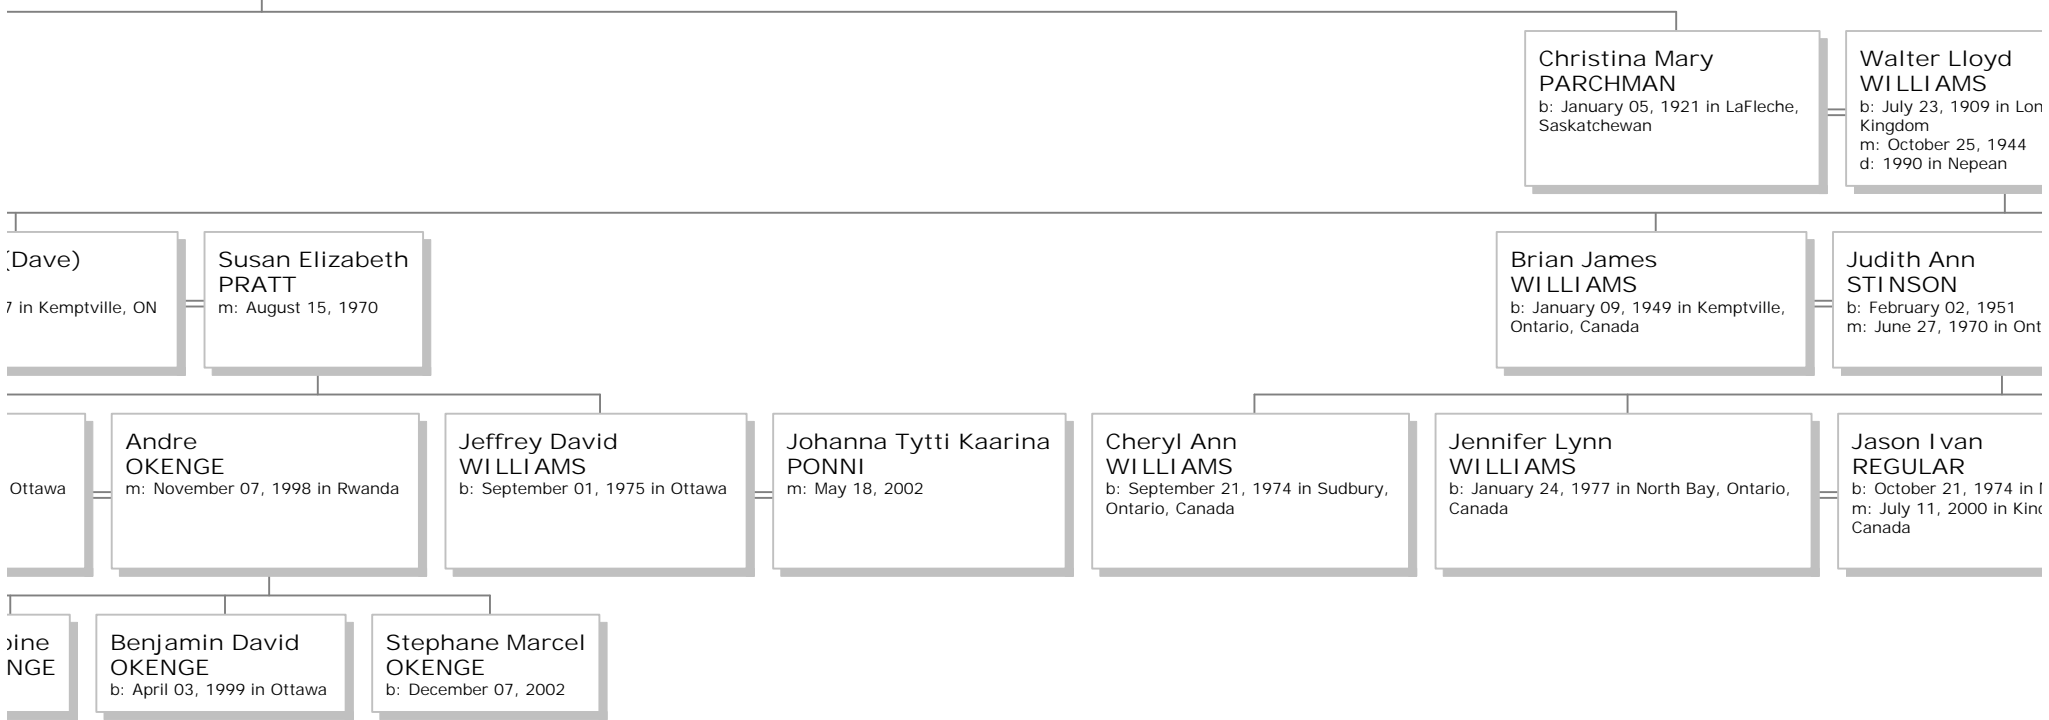 Christina Mary
PARCHMAN
b: January 05, 1921 in LaFleche,
Saskatchewan
Walter Lloyd
WILLIAMS
b: July 23, 1909 in
Kingdom
m: October 25, 1944
d: 1990 in Nepean
(Dave)
7 in Kemptville, ON
Susan Elizabeth
PRATT
m: August 15, 1970
Brian James
WILLIAMS
b: January 09, 1949 in Kemptville,
Ontario, Canada
Judith Ann
STINSON
b: February 02, 1951
m: June 27, 1970 in
Ottawa
Andre
OKENGE
m: November 07, 1998 in Rwanda
Jeffrey David
WILLIAMS
b: September 01, 1975 in Ottawa
Johanna Tytti Kaarina
PONNI
m: May 18, 2002
Cheryl Ann
WILLIAMS
b: September 21, 1974 in Sudbury,
Ontario, Canada
Jennifer Lynn
WILLIAMS
b: January 24, 1977 in North Bay, Ontario,
Canada
Jason Ivan
REGULAR
b: October 21, 1974 in
m: July 11, 2000 in
Canada
Benjamin David
OKENGE
b: April 03, 1999 in Ottawa
Stephane Marcel
OKENGE
b: December 07, 2002